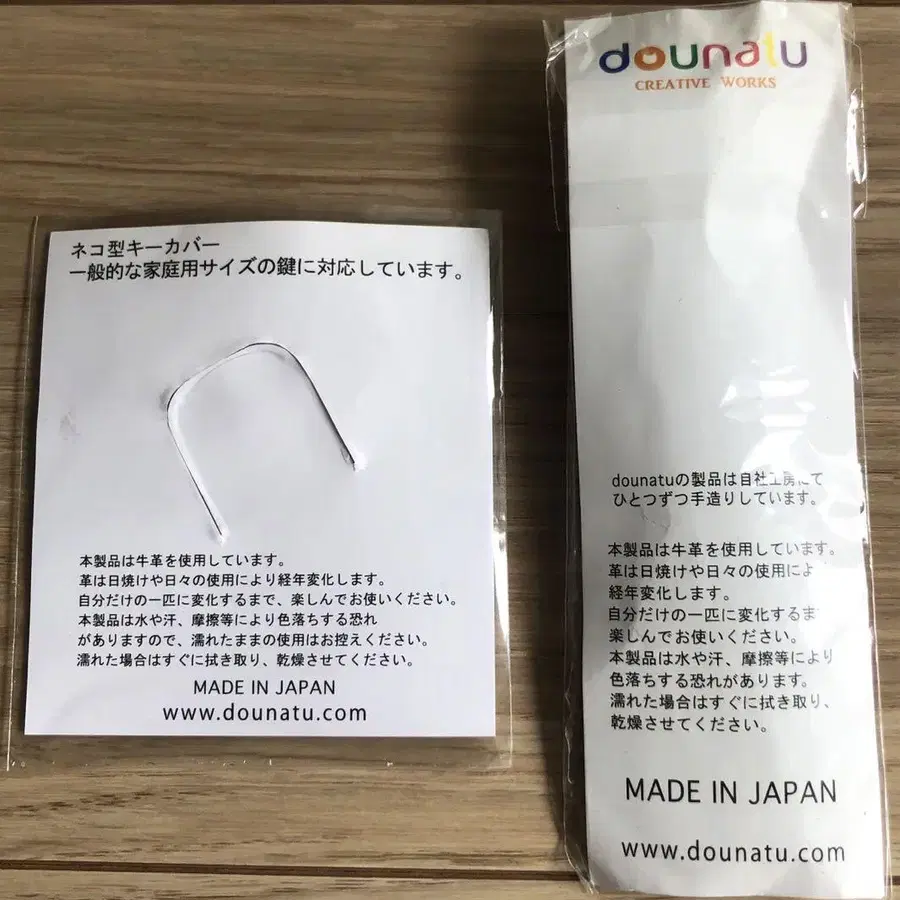 ネコ型キーカバー
一般的な家庭用サイズの鍵に対応しています。
本製品は牛革を使用しています。
革は日焼けや日々の使用により経年変化します。
自分だけの一匹に変化するまで、楽しんでお使いください。
本製品は水や汗、摩擦等により色落ちする恐れ
がありますので、濡れたままの使用はお控えください。
濡れた場合はすぐに拭き取り、乾燥させてください。
MADE IN JAPAN
www.dounatu.com
dounatu
CREATIVE WORKS
dounatuの製品は自社工房にて
ひとつずつ手造りしています。
本製品は牛革を使用しています。
革は日焼けや日々の使用により
経年変化します。
自分だけの一匹に変化するまで
楽しんでお使いください。
本製品は水や汗、摩擦等により
色落ちする恐れがあります。
濡れた場合はすぐに拭き取り、
乾燥させてください。
MADE IN JAPAN
www.dounatu.com